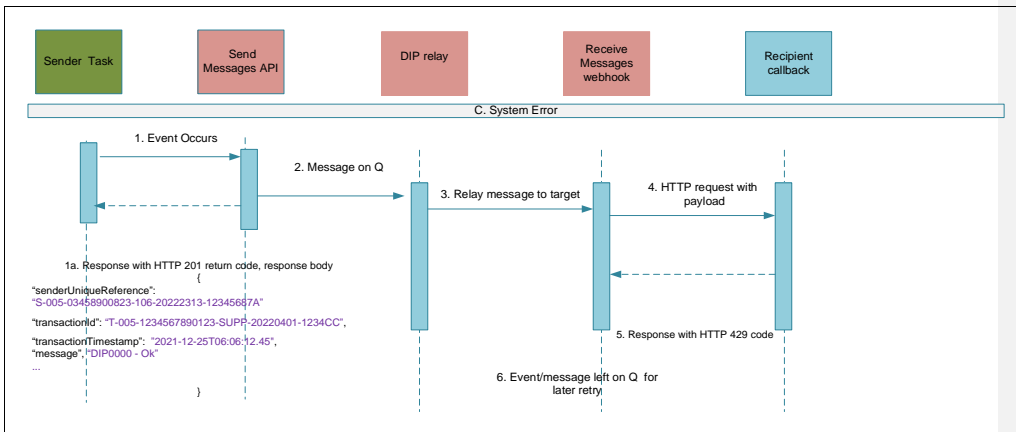 Sender Task
Send
Messages API
DIP relay
Receive
Messages
webhook
Recipient
callback
C. System Error
1. Event Occurs
2. Message on Q
3. Relay message to target
4. HTTP request with
payload
1a. Response with HTTP 201 return code, response body
{
“senderUniqueReference”:
“S-005-03458900823-106-20222313-12345687A”
“transactionId”: “T-005-1234567890123-SUPP-20220401-1234CC”,
“transactionTimestamp”: ”2021-12-25T06:06:12.45”,
“message”, “DIP0000 - Ok”
...
}
5. Response with HTTP 429 code
6. Event/message left on Q for
later retry